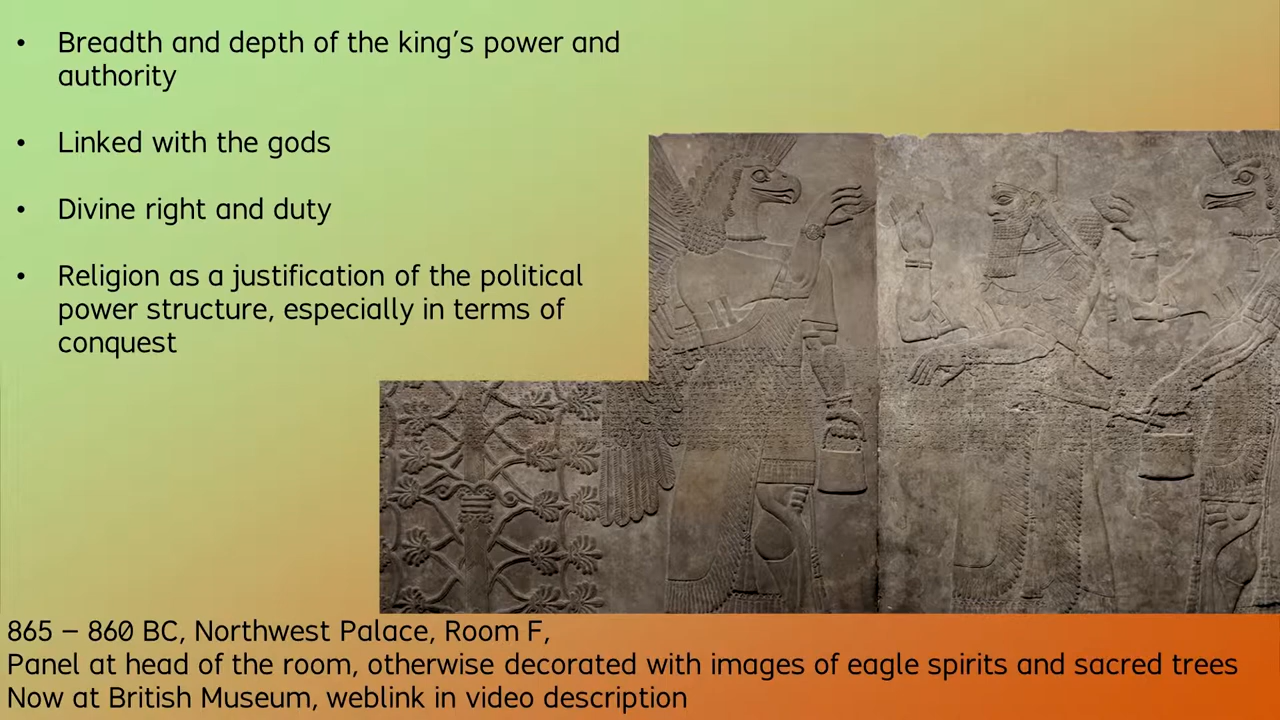 • Breadth and depth of the king's power and
authority
• Linked with the gods
• Divine right and duty
• Religion as a justification of the political
power structure, especially in terms of
conquest
865 – 860 BC, Northwest Palace, Room F,
Panel at head of the room, otherwise decorated with images of eagle spirits and sacred trees
Now at British Museum, weblink in video description